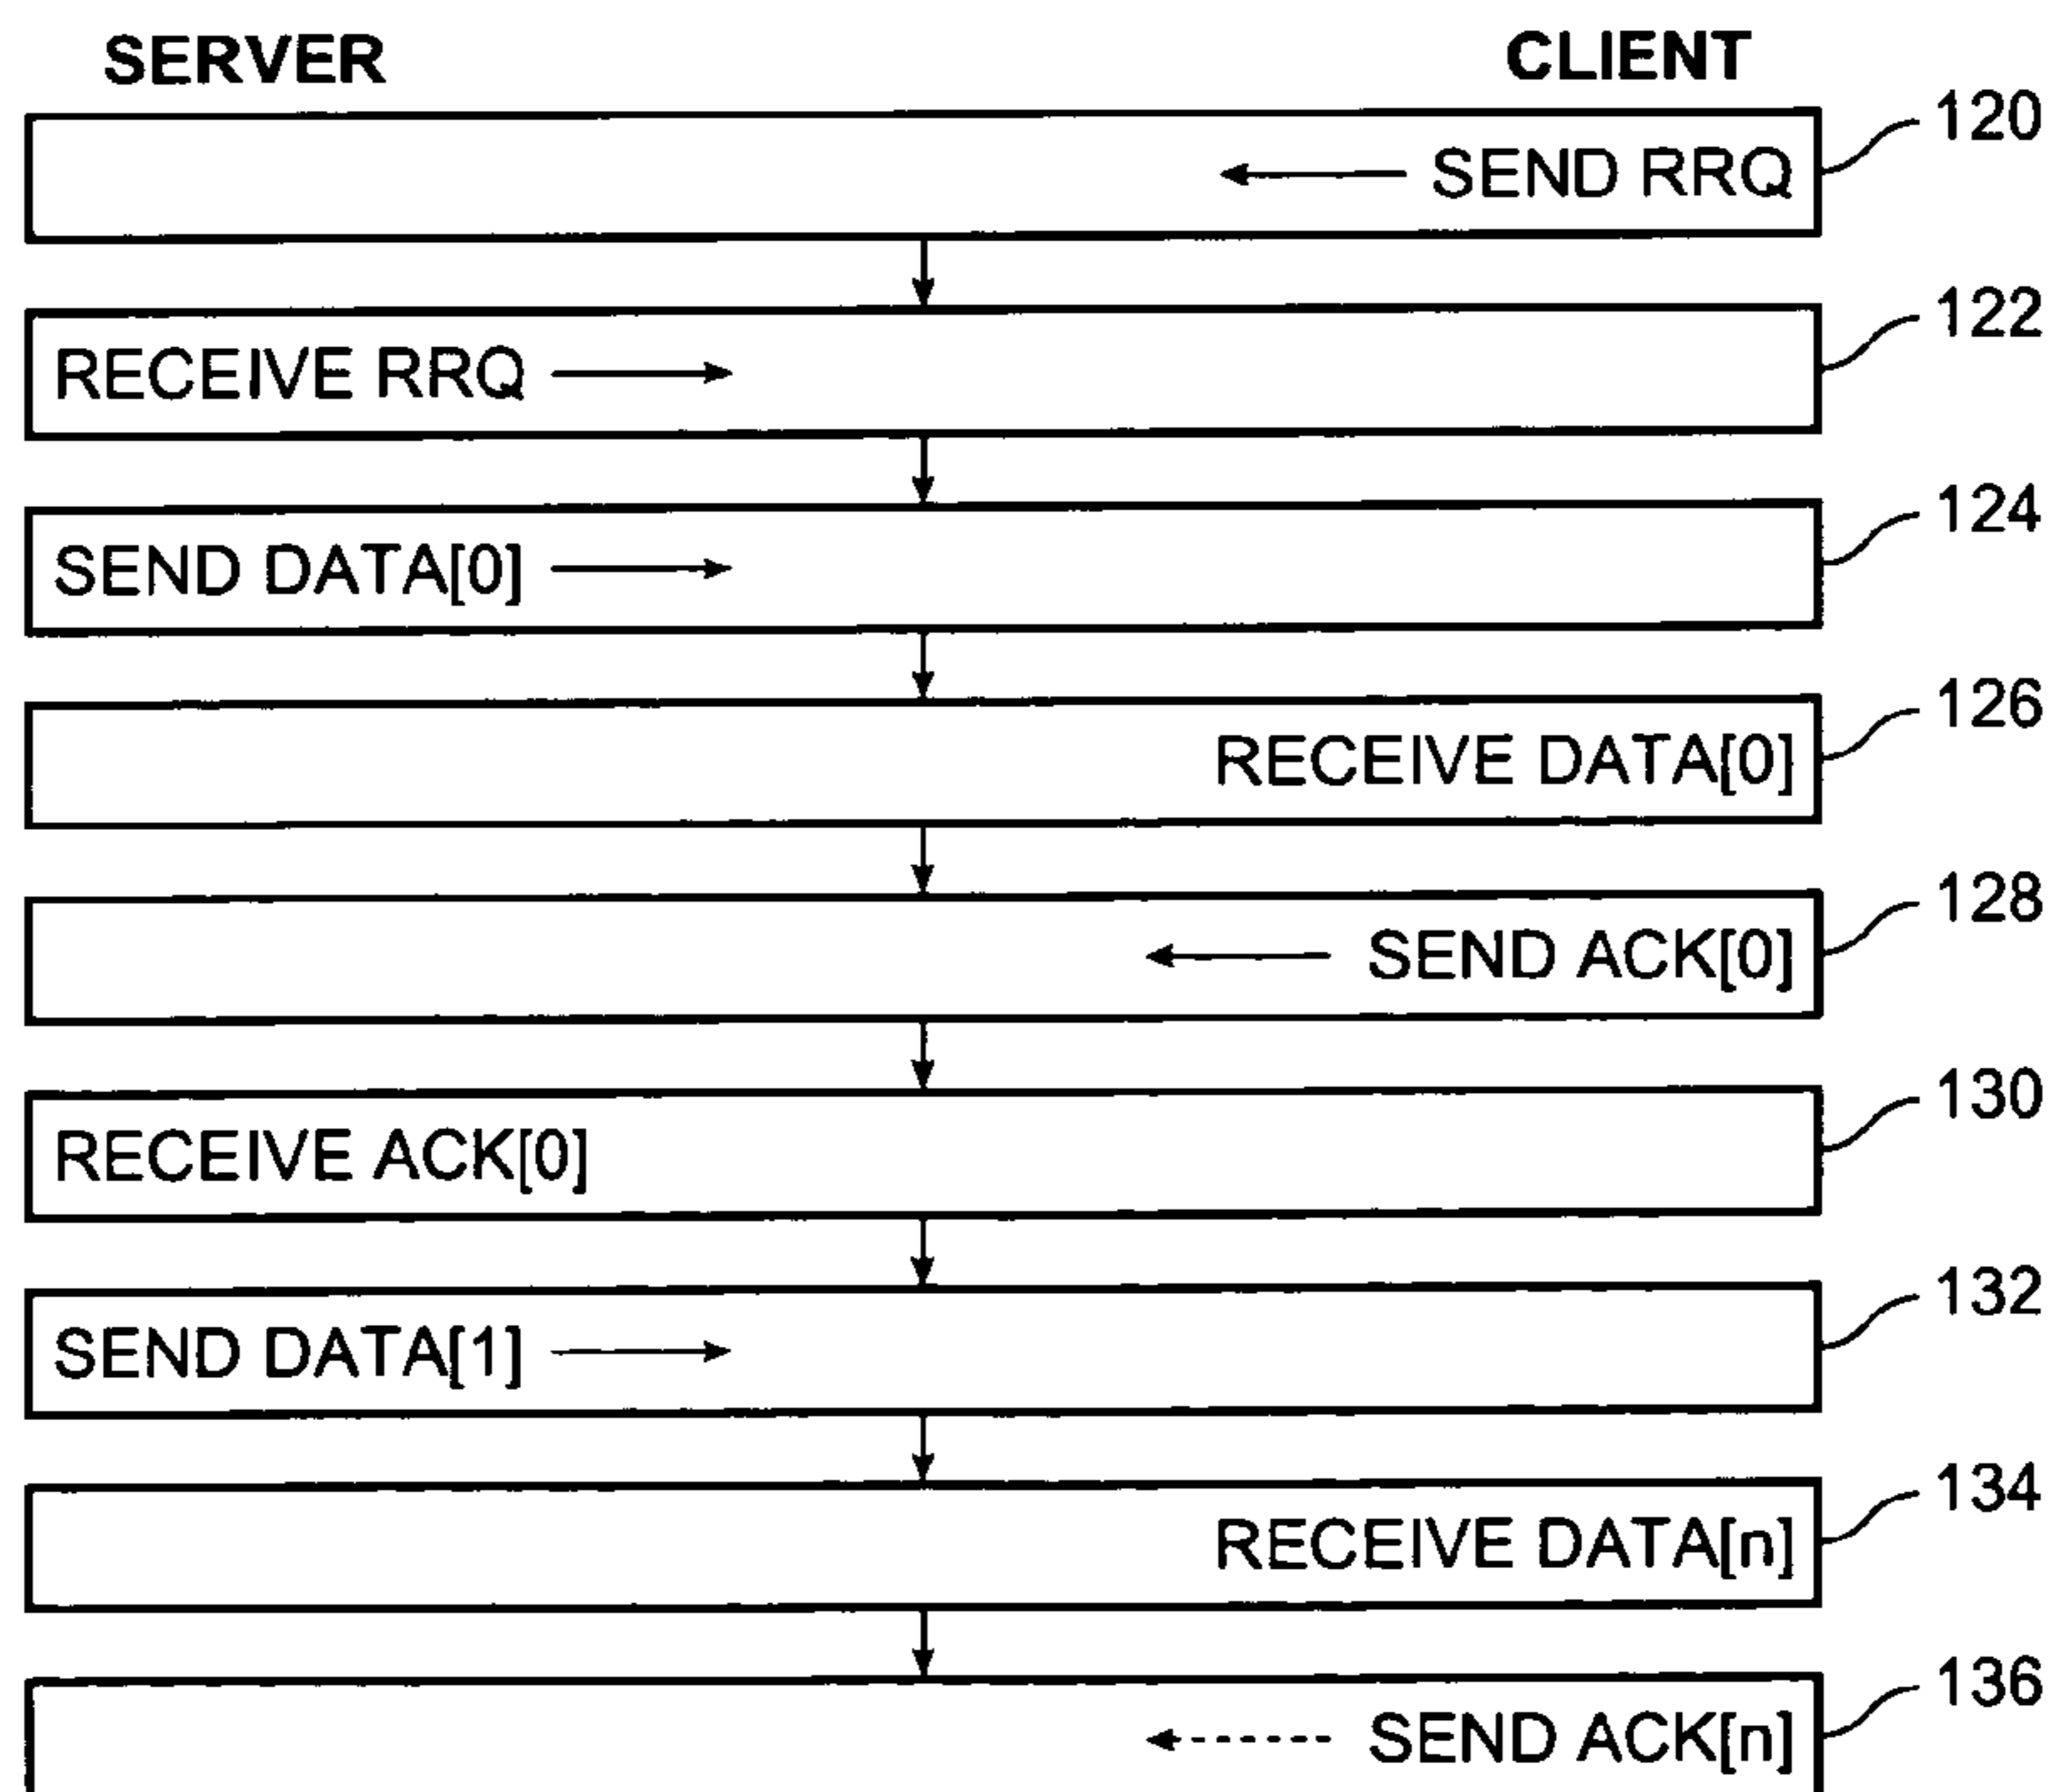 SERVER
CLIENT
SEND RRQ
120
RECEIVE RRQ
122
SEND DATA[0]
124
RECEIVE DATA[0]
126
SEND ACK[0]
128
RECEIVE ACK[0]
130
SEND DATA[1]
132
RECEIVE DATA[n]
134
SEND ACK[n]
136